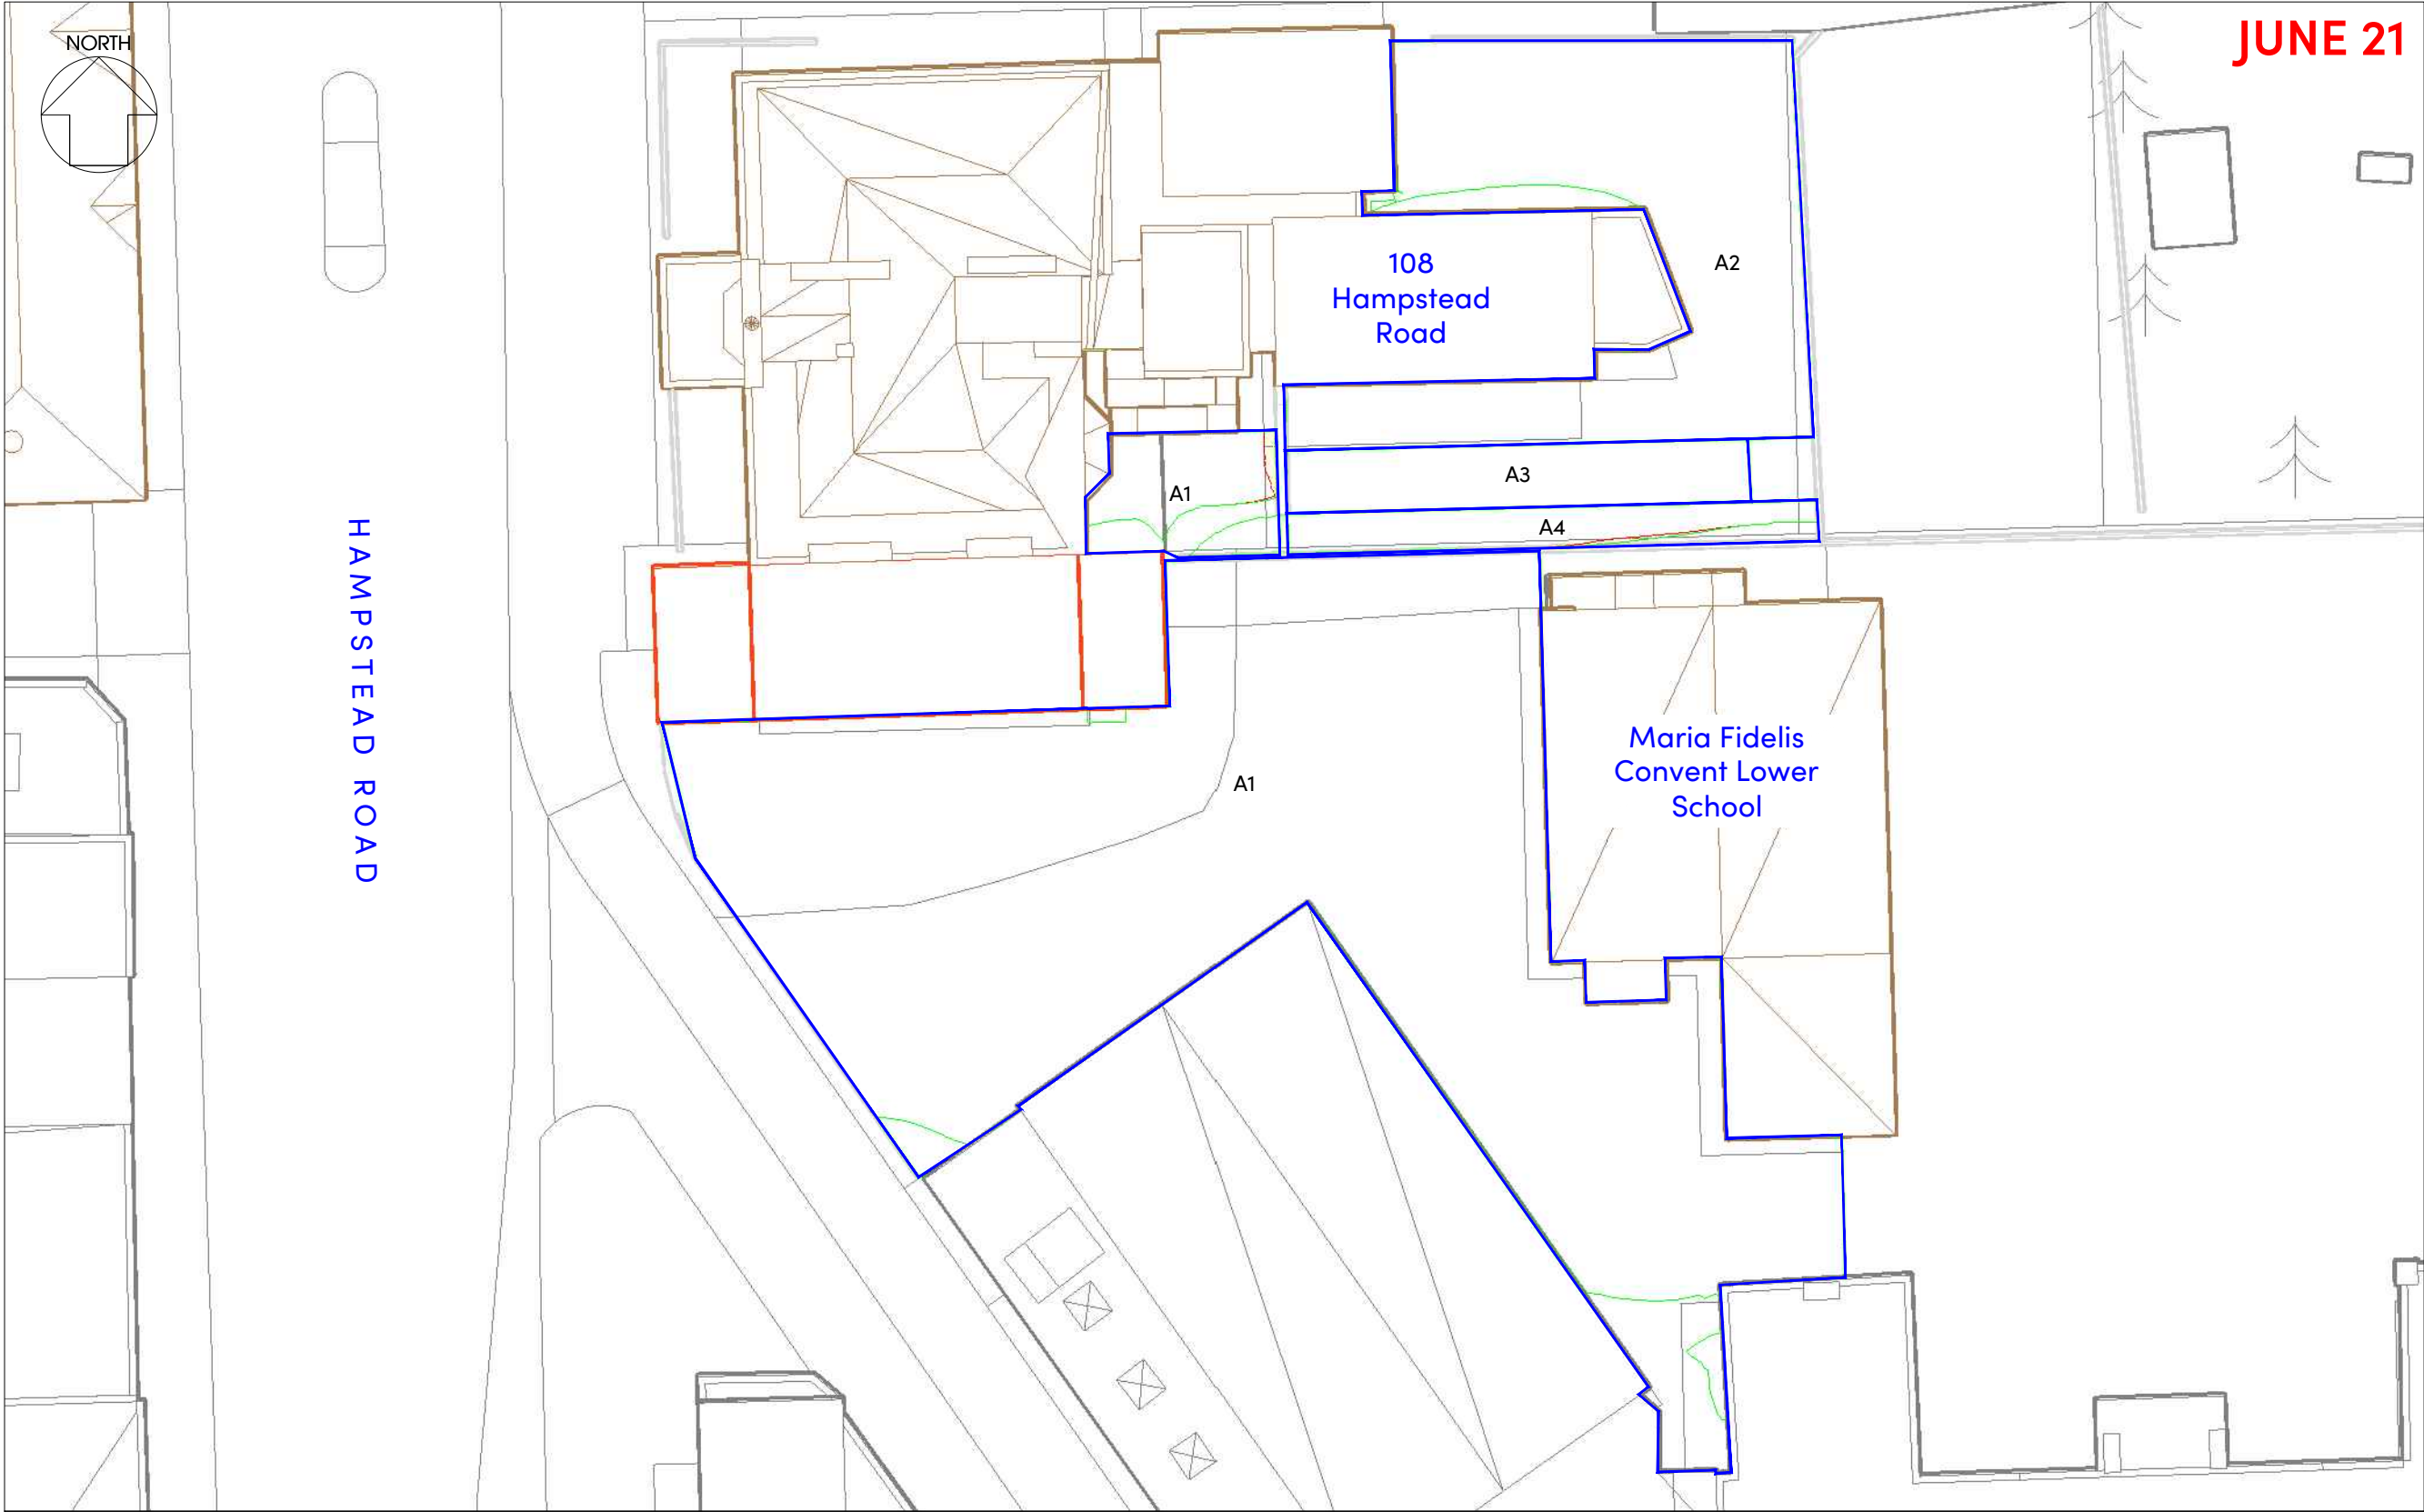 NORTH
JUNE 21
108
Hampstead
Road
A2
A3
A1
A4
HAMPSTEAD ROAD
Maria Fidelis
Convent Lower
School
A1